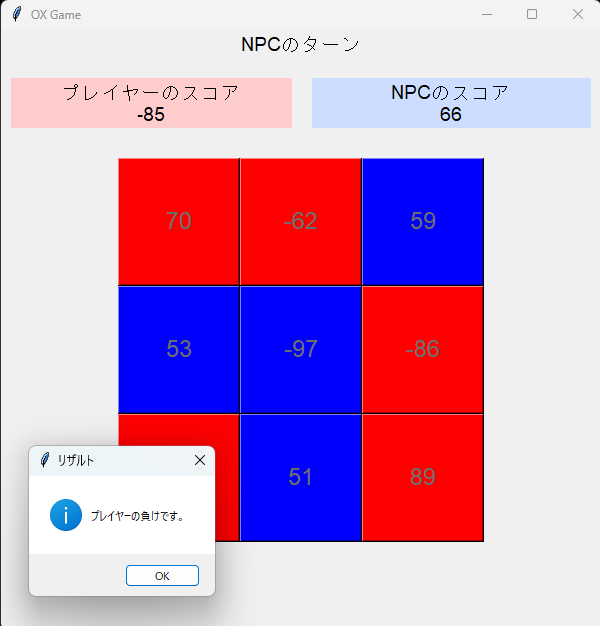 OX Game
NPCのターン
プレイヤーのスコア
-85
NPCのスコア
66
70 -62 59
53 -97 -86
51 89
リザルト
プレイヤーの負けです。
OK